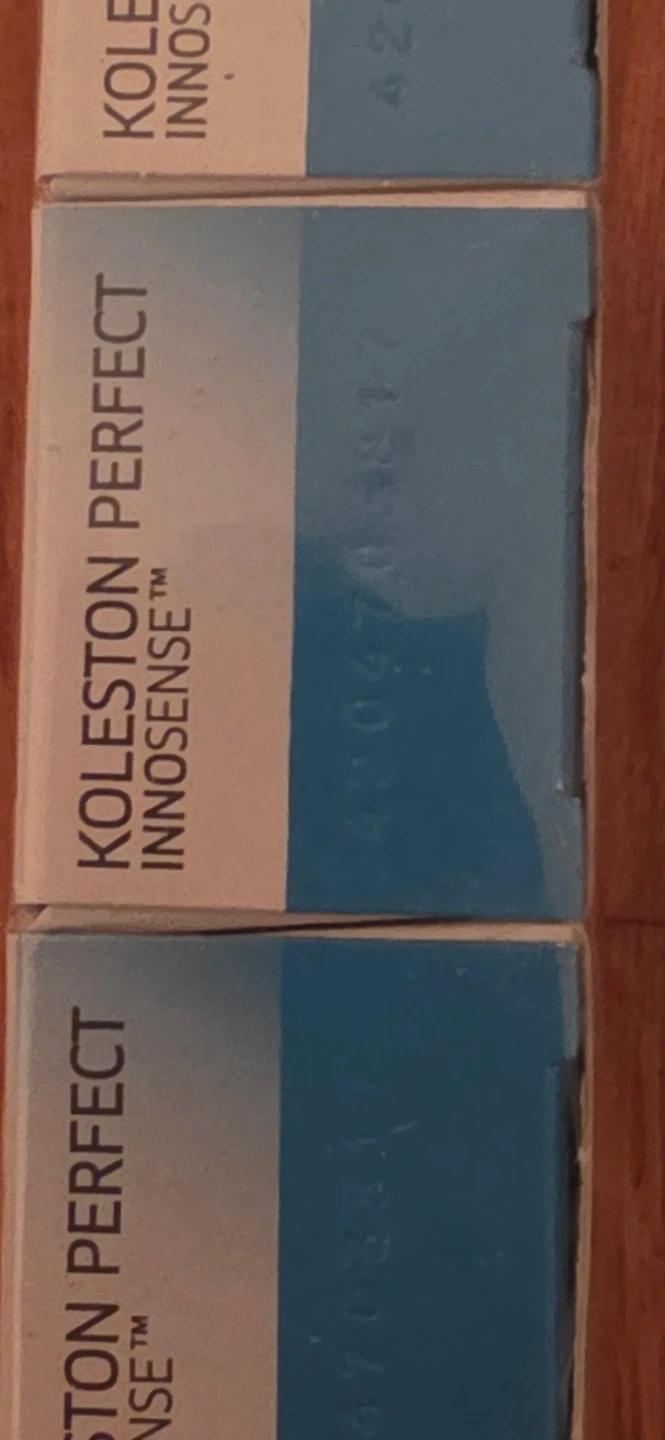 KOLE
INNOS
KOLESTON PERFECT
INNOSENSE™
STON PERFECT
NSE™